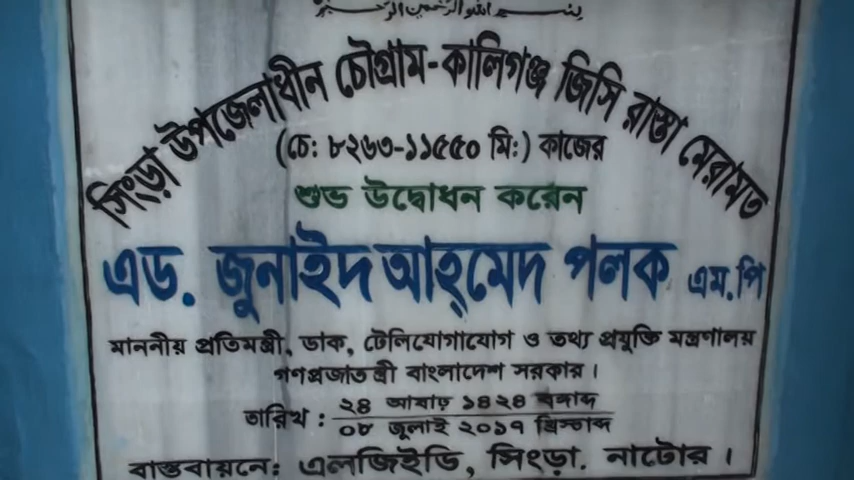 بسم الله الرحمن الرحيم
সিংড়া উপজেলাধীন চৌগ্রাম-কালিগঞ্জ জিসি রাস্তা মেরামত
(চে: ৮২৬৩-১১৫৫০ মি:) কাজের
শুভ উদ্বোধন করেন
এড. জুনাইদ আহ্‌মেদ পলক এম.পি
মাননীয় প্রতিমন্ত্রী, ডাক, টেলিযোগাযোগ ও তথ্য প্রযুক্তি মন্ত্রণালয়
গণপ্রজাতন্ত্রী বাংলাদেশ সরকার।
তারিখ : ২৪ আষাঢ় ১৪২৪ বঙ্গাব্দ
০৮ জুলাই ২০১৭ খ্রিস্তাব্দ
বাস্তবায়নে: এলজিইডি, সিংড়া. নাটোর।